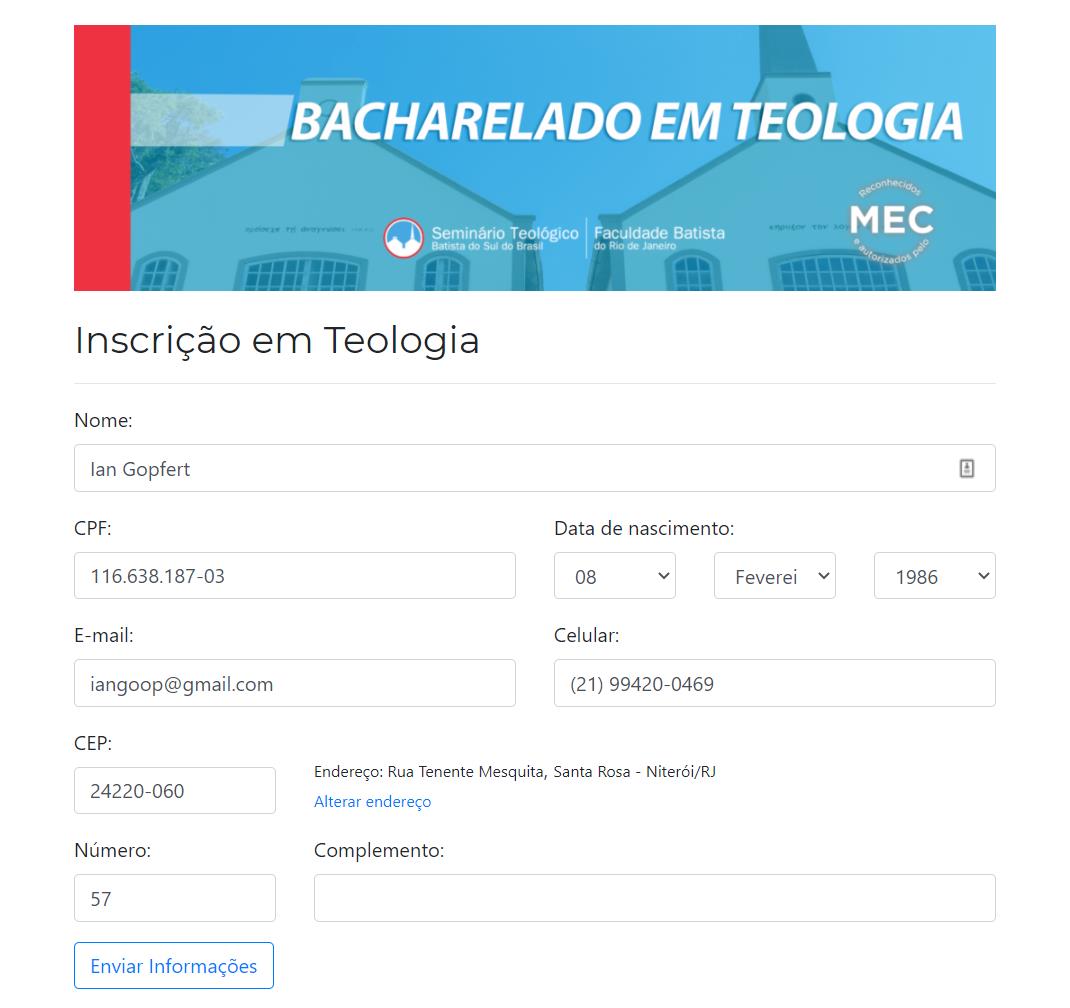 BACHARELADO EM TEOLOGIA
Seminário Teológico
Batista do Sul do Brasil
Faculdade Batista
do Rio de Janeiro
Reconhecidos
MEC
e autorizados pelo
Inscrição em Teologia
Nome:
Ian Gopfert
CPF:
Data de nascimento:
116.638.187-03
08
Feverei
1986
E-mail:
Celular:
iangoop@gmail.com
(21) 99420-0469
CEP:
24220-060
Endereço: Rua Tenente Mesquita, Santa Rosa - Niterói/RJ
Alterar endereço
Número:
Complemento:
57
Enviar Informações